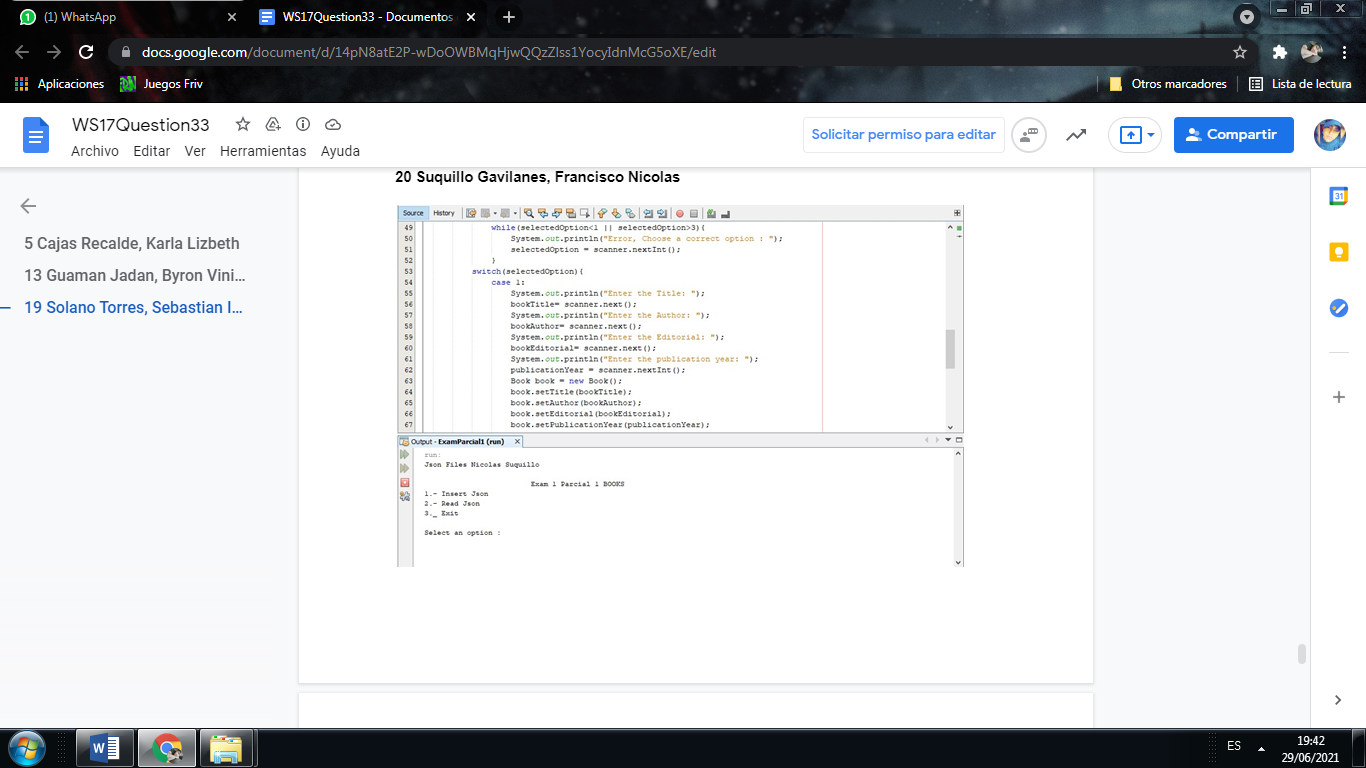 (1) WhatsApp
WS17Question33 - Documentos
docs.google.com/document/d/14pN8atE2P-wDoOWBMqHjwQQzZlss1YocyIdnMcG5oXE/edit
Aplicaciones
Juegos Friv
Otros marcadores
Lista de lectura
WS17Question33
Archivo Editar Ver Herramientas Ayuda
Solicitar permiso para editar
Compartir
5 Cajas Recalde, Karla Lizbeth
13 Guaman Jadan, Byron Vini...
19 Solano Torres, Sebastian I...
20 Suquillo Gavilanes, Francisco Nicolas
Source History
49 while(selectedOption<1 || selectedOption>3){
50 System.out.println("Error, Choose a correct option : ");
51 selectedOption = scanner.nextInt();
52 }
53 switch(selectedOption){
54 case 1:
55 System.out.println("Enter the Title: ");
56 bookTitle= scanner.next();
57 System.out.println("Enter the Author: ");
58 bookAuthor= scanner.next();
59 System.out.println("Enter the Editorial: ");
60 bookEditorial= scanner.next();
61 System.out.println("Enter the publication year: ");
62 publicationYear = scanner.nextInt();
63 Book book = new Book();
64 book.setTitle(bookTitle);
65 book.setAuthor(bookAuthor);
66 book.setEditorial(bookEditorial);
67 book.setPublicationYear(publicationYear);
Output - ExamParcial1 (run)
run:
Json Files Nicolas Suquillo
Exam 1 Parcial 1 BOOKS
1.- Insert Json
2.- Read Json
3._ Exit
Select an option :
31
ES
19:42
29/06/2021